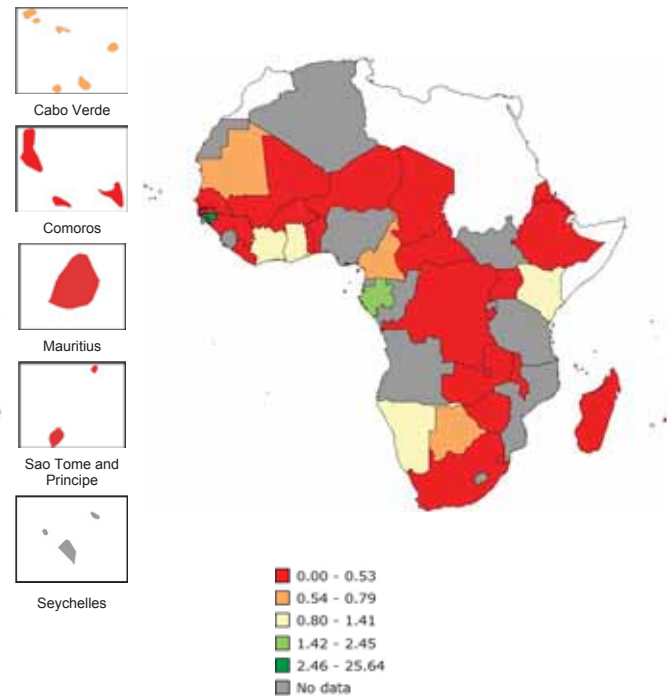 Cabo Verde
Comoros
Mauritius
Sao Tome and
Principe
Seychelles
0.00 - 0.53
0.54 - 0.79
0.80 - 1.41
1.42 - 2.45
2.46 - 25.64
No data